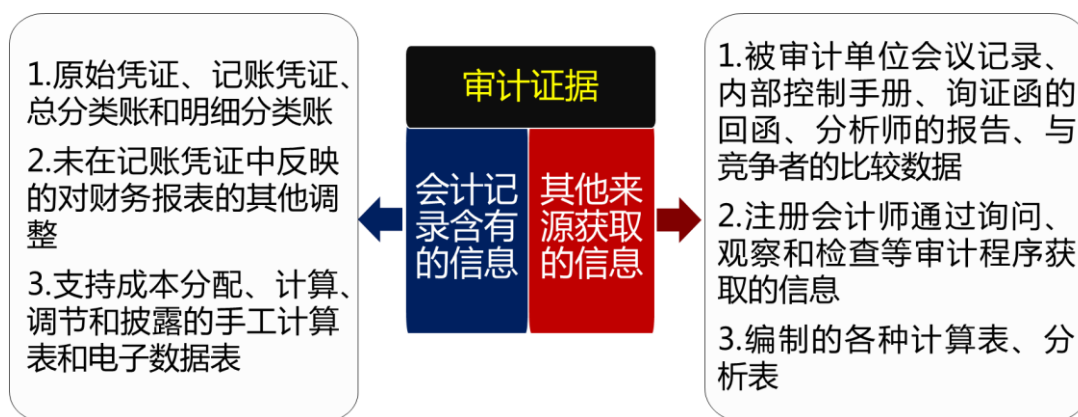 1.原始凭证、记账凭证、
总分类账和明细分类账
2.未在记账凭证中反映
的对财务报表的其他调
整
3.支持成本分配、计算、
调节和披露的手工计算
表和电子数据表
审计证据
会计记
录含有
的信息
其他来
源获取
的信息
1.被审计单位会议记录、
内部控制手册、询证函的
回函、分析师的报告、与
竞争者的比较数据
2.注册会计师通过询问、
观察和检查等审计程序获
取的信息
3.编制的各种计算表、分
析表